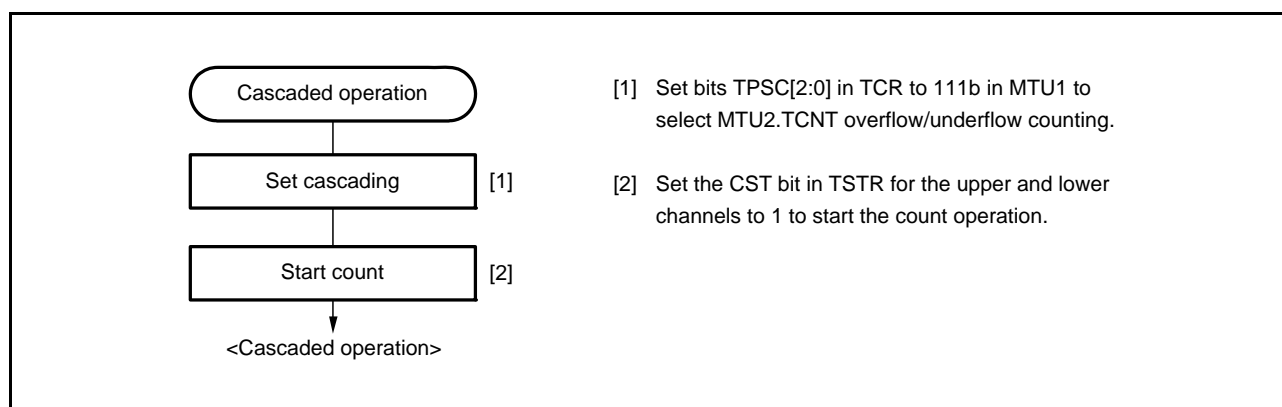 Cascaded operation
Set cascading
[1]
Start count
[2]
<Cascaded operation>
[1] Set bits TPSC[2:0] in TCR to 111b in MTU1 to
select MTU2.TCNT overflow/underflow counting.
[2] Set the CST bit in TSTR for the upper and lower
channels to 1 to start the count operation.